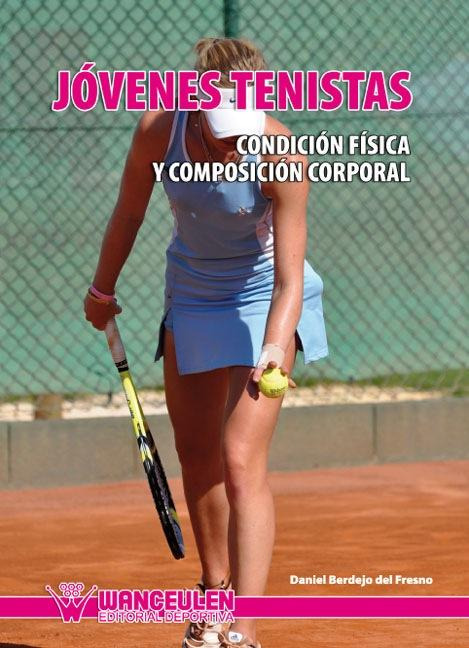 JÓVENES TENISTAS
CONDICIÓN FÍSICA
Y COMPOSICIÓN CORPORAL
Daniel Berdejo del Fresno
WANCEULEN
EDITORIAL DEPORTIVA